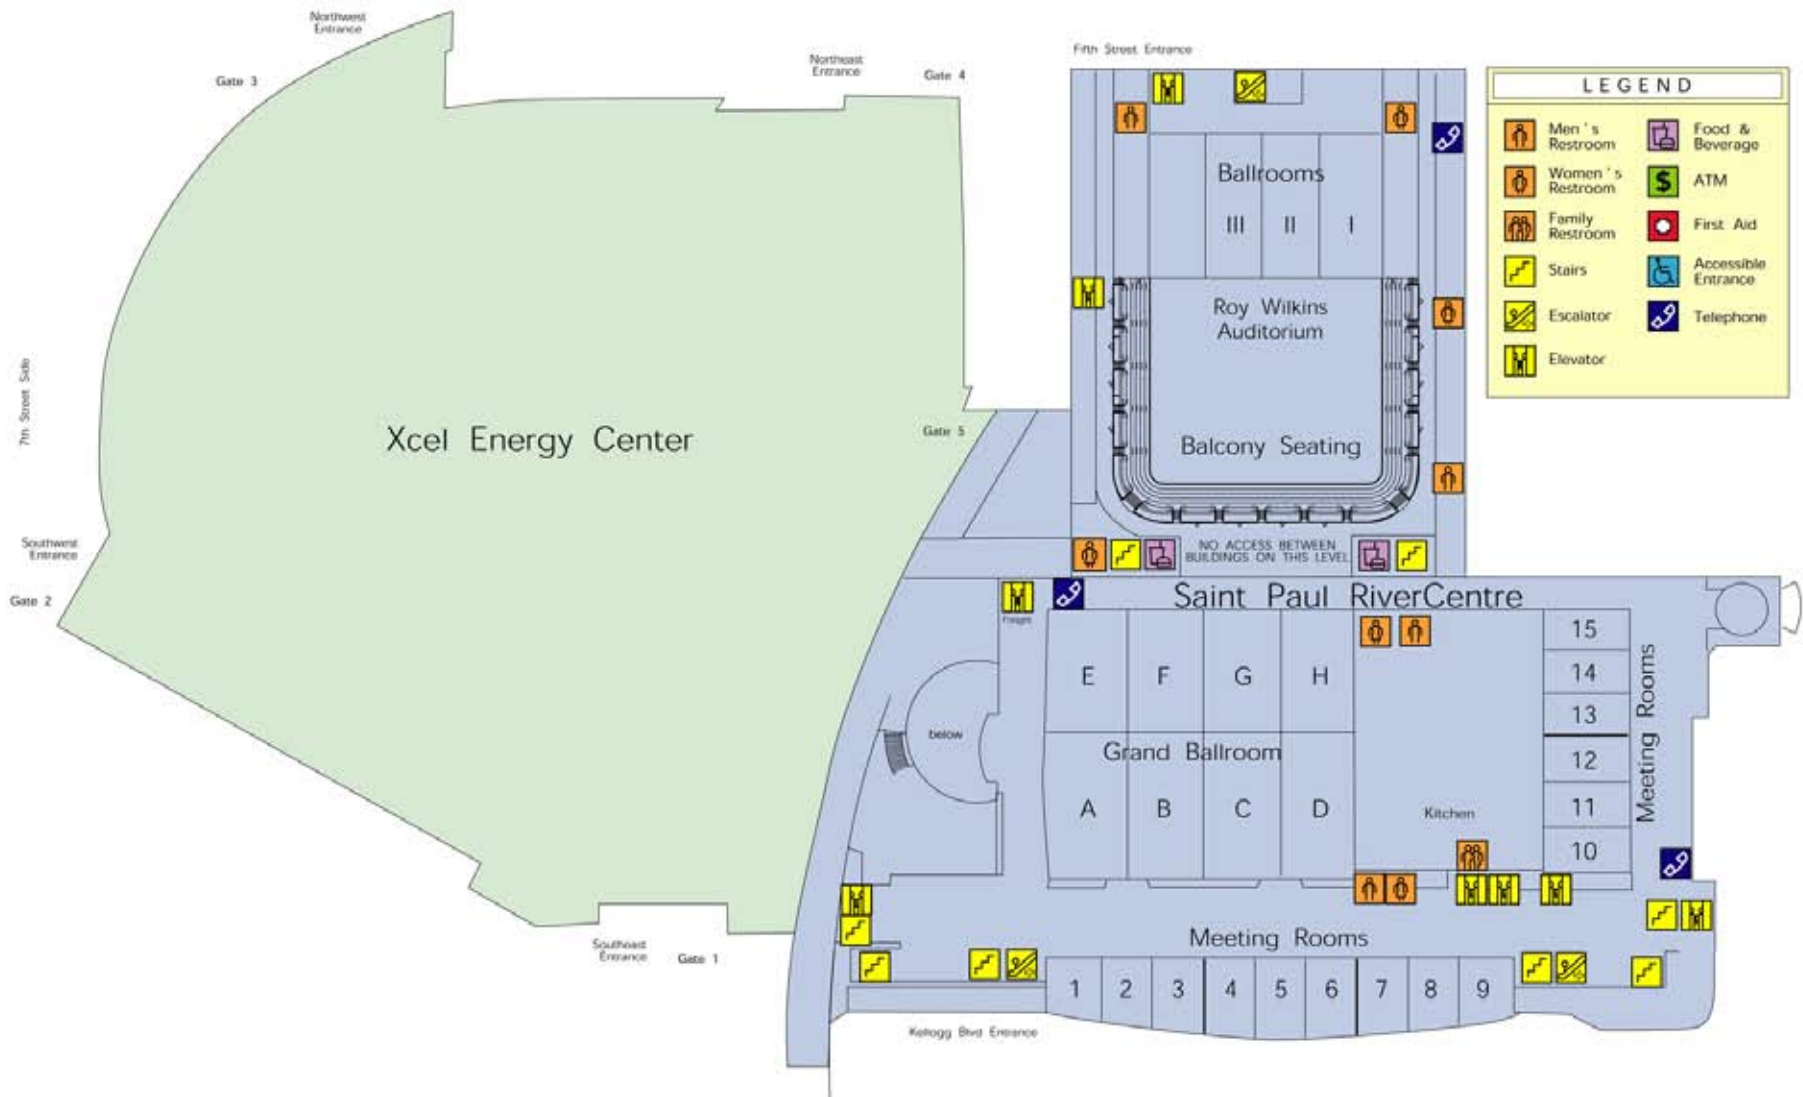 Northwest
Entrance
Gate 3
Northeast
Entrance
Gate 4
Fifth Street Entrance
LEGEND
Men 's
Restroom
Food &
Beverage
Women 's
Restroom
$
ATM
Family
Restroom
First Aid
Stairs
Accessible
Entrance
Escalator
Telephone
Elevator
Ballrooms
III
II
I
Roy Wilkins
Auditorium
Balcony Seating
7th Street Side
Xcel Energy Center
Gate 5
Southwest
Entrance
Gate 2
NO ACCESS BETWEEN
BUILDINGS ON THIS LEVEL
Saint Paul RiverCentre
Freight
E
F
G
H
15
14
13
12
11
10
Meeting Rooms
below
Grand Ballroom
A
B
C
D
Kitchen
Southeast
Entrance
Gate 1
Meeting Rooms
1
2
3
4
5
6
7
8
9
Kellogg Blvd Entrance